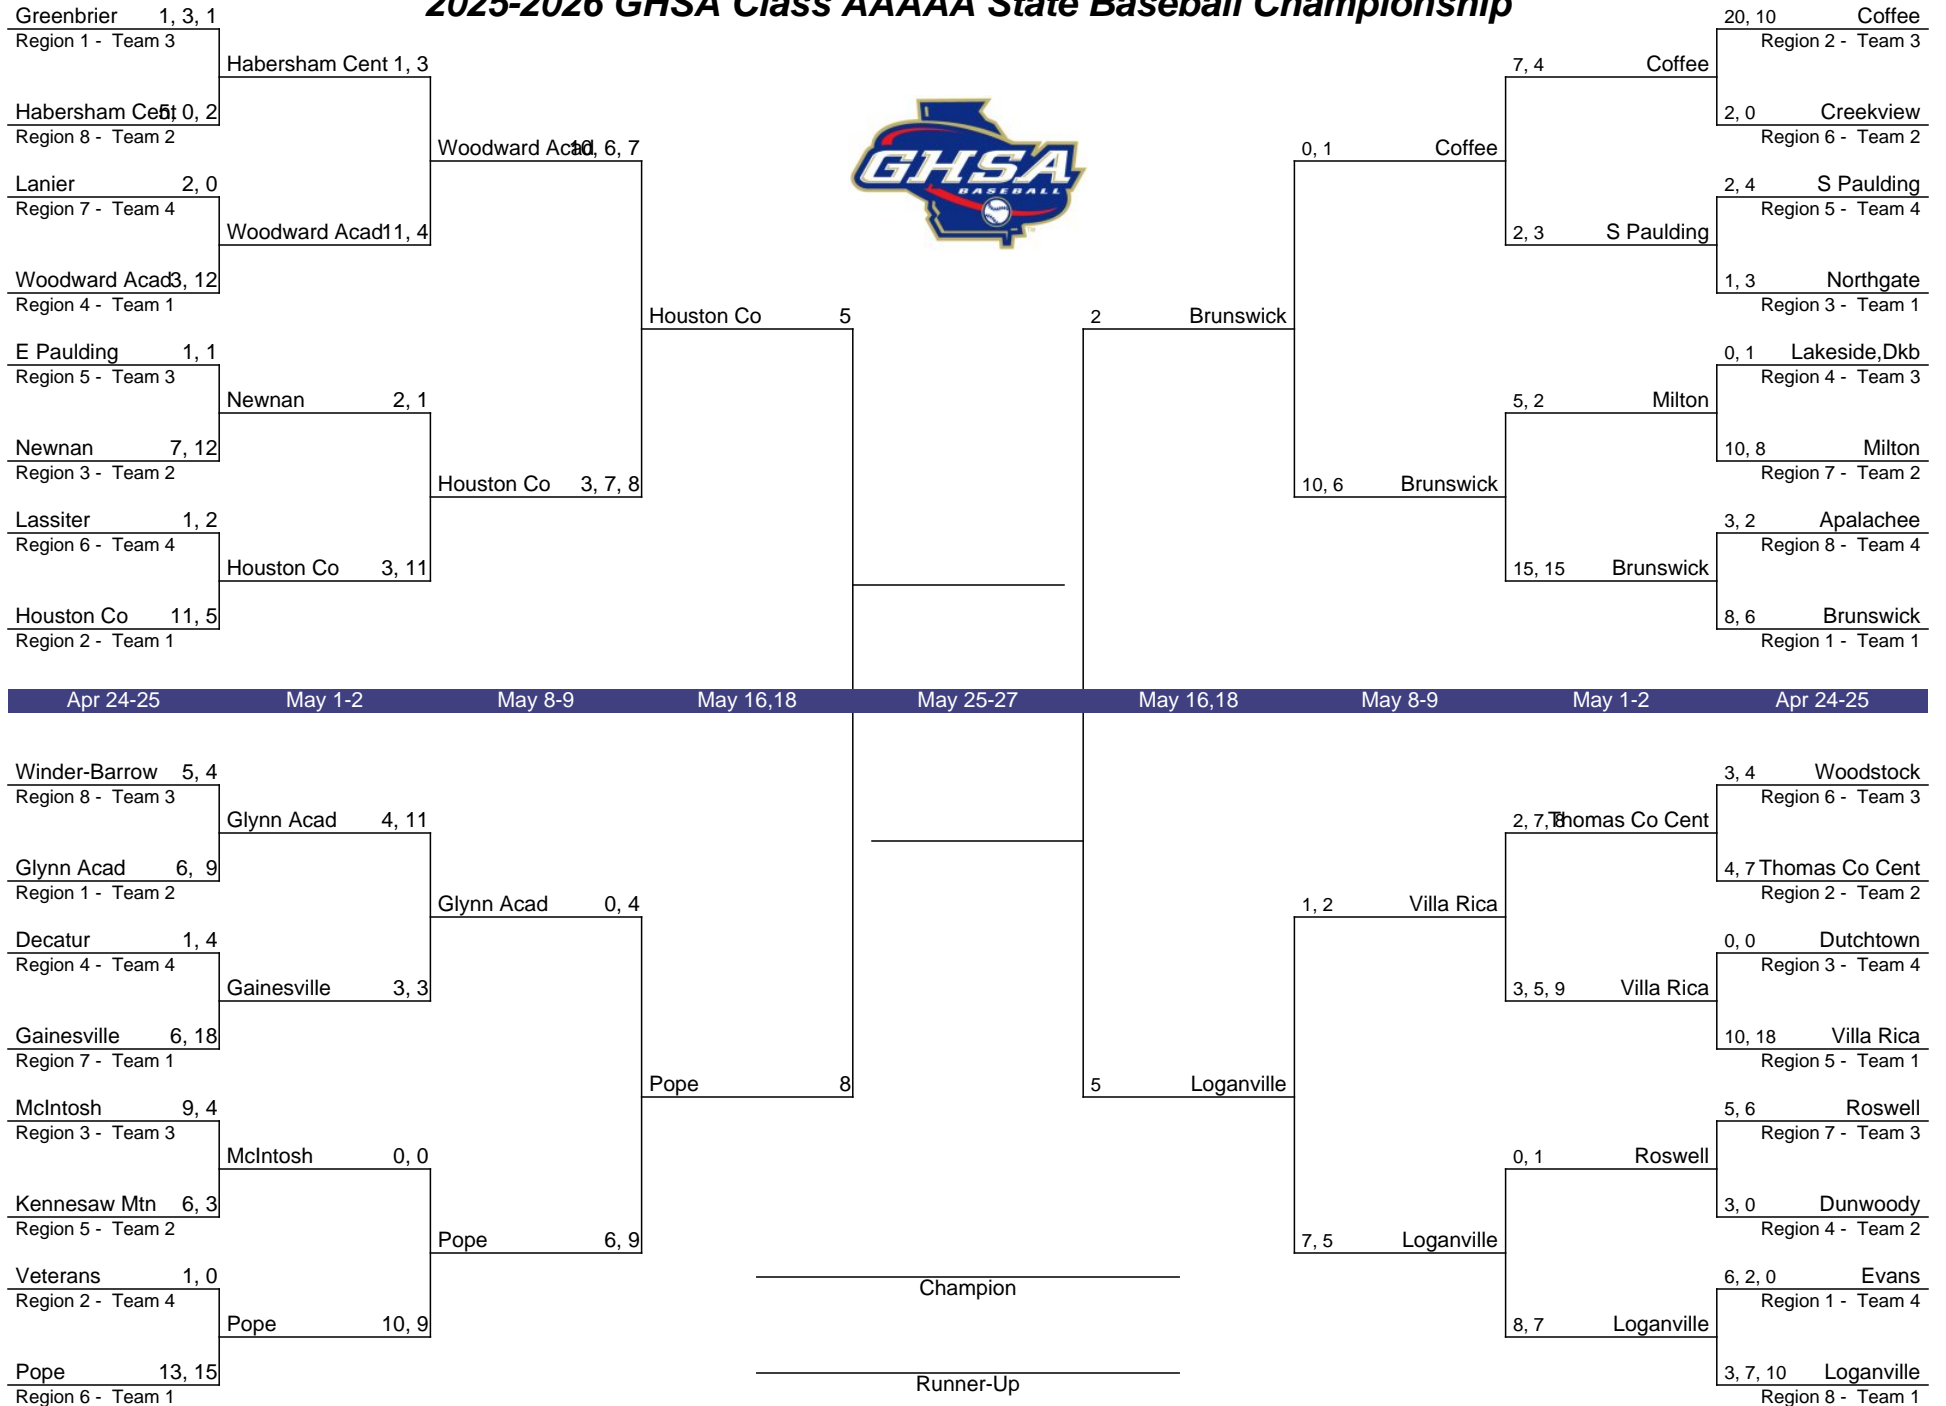 2025-2026 GHSA Class AAAAA State Baseball Championship
Greenbrier 1, 3, 1
Region 1 - Team 3
Habersham Cent 1, 3
Habersham Cent 5, 0, 2
Region 8 - Team 2
Woodward Acad 10, 6, 7
Lanier 2, 0
Region 7 - Team 4
Woodward Acad 11, 4
Woodward Acad 3, 12
Region 4 - Team 1
Houston Co 5
E Paulding 1, 1
Region 5 - Team 3
Newnan 2, 1
Newnan 7, 12
Region 3 - Team 2
Houston Co 3, 7, 8
Lassiter 1, 2
Region 6 - Team 4
Houston Co 3, 11
Houston Co 11, 5
Region 2 - Team 1
GHSA
BASEBALL
20, 10 Coffee
Region 2 - Team 3
7, 4 Coffee
2, 0 Creekview
Region 6 - Team 2
0, 1 Coffee
2, 4 S Paulding
Region 5 - Team 4
2, 3 S Paulding
1, 3 Northgate
Region 3 - Team 1
2 Brunswick
0, 1 Lakeside,Dkb
Region 4 - Team 3
5, 2 Milton
10, 8 Milton
Region 7 - Team 2
10, 6 Brunswick
3, 2 Apalachee
Region 8 - Team 4
15, 15 Brunswick
8, 6 Brunswick
Region 1 - Team 1
Apr 24-25 May 1-2 May 8-9 May 16,18 May 25-27 May 16,18 May 8-9 May 1-2 Apr 24-25
Winder-Barrow 5, 4
Region 8 - Team 3
Glynn Acad 4, 11
Glynn Acad 6, 9
Region 1 - Team 2
Glynn Acad 0, 4
Decatur 1, 4
Region 4 - Team 4
Gainesville 3, 3
Gainesville 6, 18
Region 7 - Team 1
Pope 8
McIntosh 9, 4
Region 3 - Team 3
McIntosh 0, 0
Kennesaw Mtn 6, 3
Region 5 - Team 2
Pope 6, 9
Veterans 1, 0
Region 2 - Team 4
Pope 10, 9
Pope 13, 15
Region 6 - Team 1
3, 4 Woodstock
Region 6 - Team 3
2, 7, 8 Thomas Co Cent
4, 7 Thomas Co Cent
Region 2 - Team 2
1, 2 Villa Rica
0, 0 Dutchtown
Region 3 - Team 4
3, 5, 9 Villa Rica
10, 18 Villa Rica
Region 5 - Team 1
5 Loganville
5, 6 Roswell
Region 7 - Team 3
0, 1 Roswell
3, 0 Dunwoody
Region 4 - Team 2
7, 5 Loganville
6, 2, 0 Evans
Region 1 - Team 4
8, 7 Loganville
3, 7, 10 Loganville
Region 8 - Team 1
Champion
Runner-Up